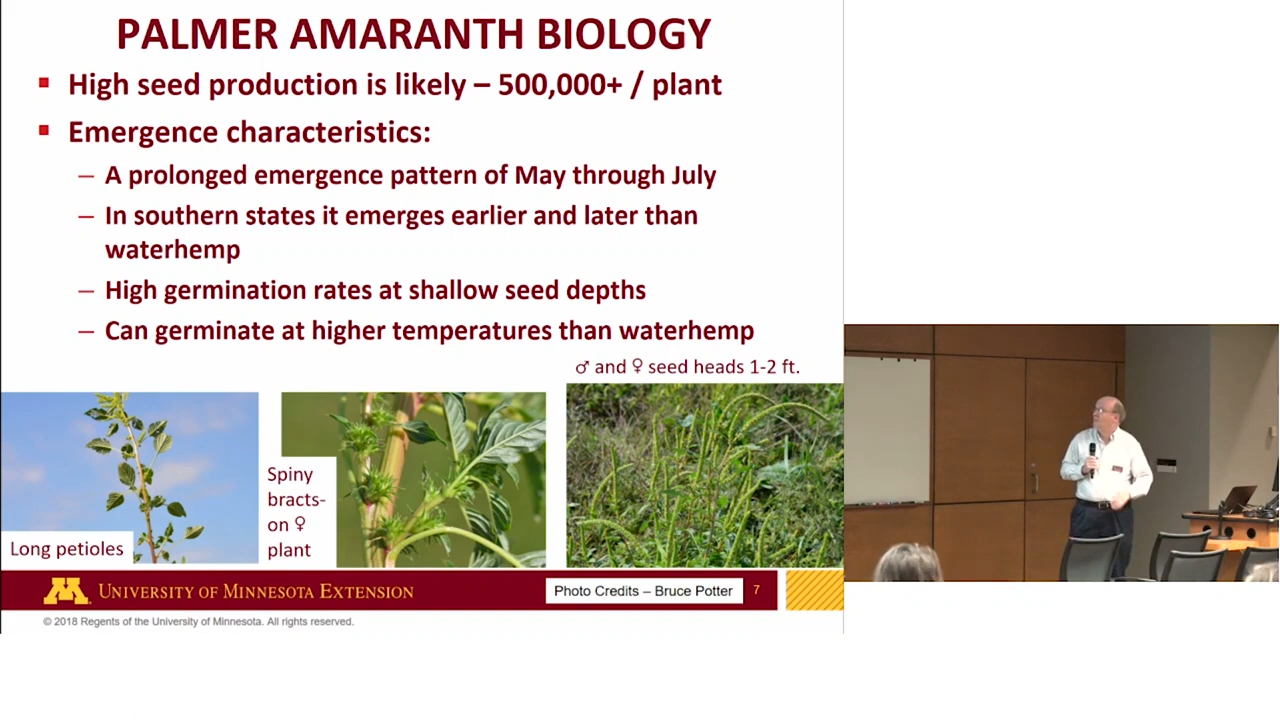 PALMER AMARANTH BIOLOGY
▪ High seed production is likely – 500,000+ / plant
▪ Emergence characteristics:
– A prolonged emergence pattern of May through July
– In southern states it emerges earlier and later than
waterhemp
– High germination rates at shallow seed depths
– Can germinate at higher temperatures than waterhemp
♂ and ♀ seed heads 1-2 ft.
Long petioles
Spiny
bracts-
on ♀
plant
M UNIVERSITY OF MINNESOTA EXTENSION
Photo Credits – Bruce Potter
7
© 2018 Regents of the University of Minnesota. All rights reserved.